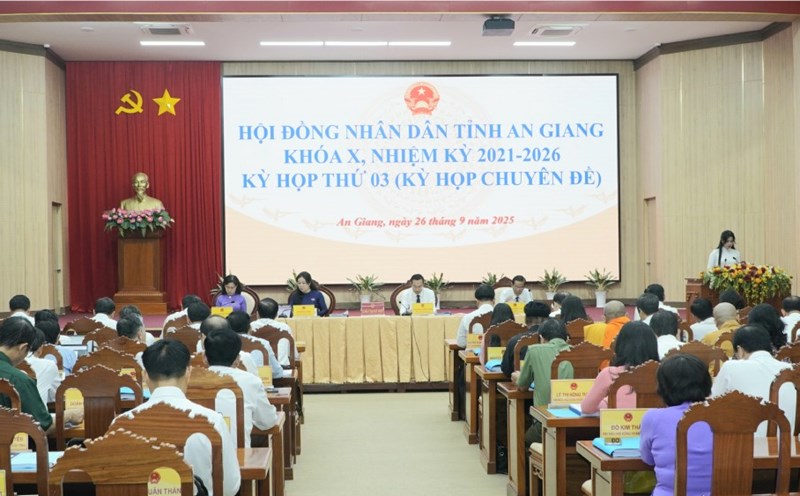 HỘI ĐỒNG NHÂN DÂN TỈNH AN GIANG
KHÓA X, NHIỆM KỲ 2021-2026
KỲ HỌP THỨ 03 (KỲ HỌP CHUYÊN ĐỀ)
An Giang, ngày 26 tháng 9 năm 2025